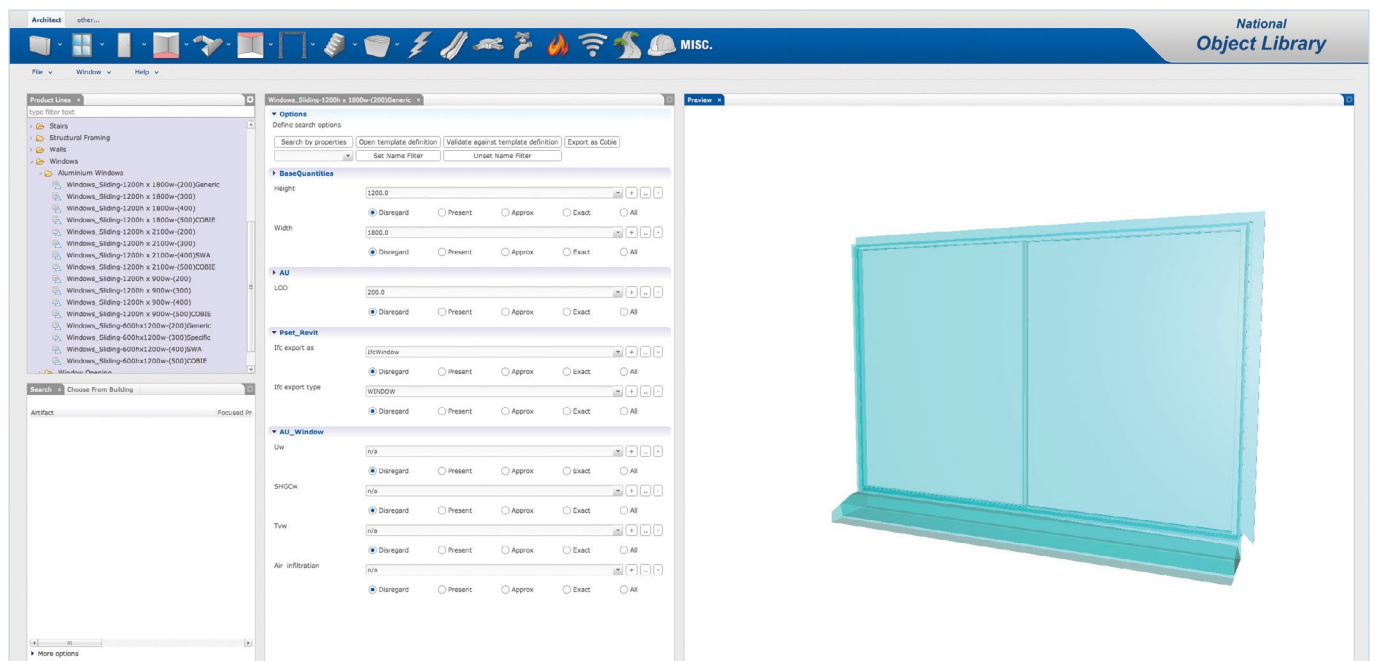 Architect other...
National
Object Library
MISC.
File Window Help
Product Lines
type filter text
Stairs
Structural Framing
Walls
Windows
Aluminium Windows
Windows_Sliding-1200h x 1800w-(200)Generic
Windows_Sliding-1200h x 1800w-(300)
Windows_Sliding-1200h x 1800w-(400)
Windows_Sliding-1200h x 1800w-(500)COBIE
Windows_Sliding-1200h x 2100w-(200)
Windows_Sliding-1200h x 2100w-(300)
Windows_Sliding-1200h x 2100w-(400)SWA
Windows_Sliding-1200h x 2100w-(500)COBIE
Windows_Sliding-1200h x 900w-(200)
Windows_Sliding-1200h x 900w-(300)
Windows_Sliding-1200h x 900w-(400)
Windows_Sliding-1200h x 900w-(500)COBIE
Windows_Sliding-600hx1200w-(200)Generic
Windows_Sliding-600hx1200w-(300)Specific
Windows_Sliding-600hx1200w-(400)SWA
Windows_Sliding-600hx1200w-(500)COBIE
Window Opening
Search Choose From Building
Artifact Focused Pr
More options
Windows_Sliding-1200h x 1800w-(200)Generic
Options
Define search options
Search by properties Open template definition Validate against template definition Export as Cobie
Set Name Filter Unset Name Filter
BaseQuantities
Height 1200.0
Disregard Present Approx Exact All
Width 1800.0
Disregard Present Approx Exact All
AU
LOD 200.0
Disregard Present Approx Exact All
Pset_Revit
Ifc export as IfcWindow
Disregard Present Approx Exact All
Ifc export type WINDOW
Disregard Present Approx Exact All
AU_Window
Uw n/a
Disregard Present Approx Exact All
SHGCw n/a
Disregard Present Approx Exact All
Tvw n/a
Disregard Present Approx Exact All
Air infiltration n/a
Disregard Present Approx Exact All
Preview